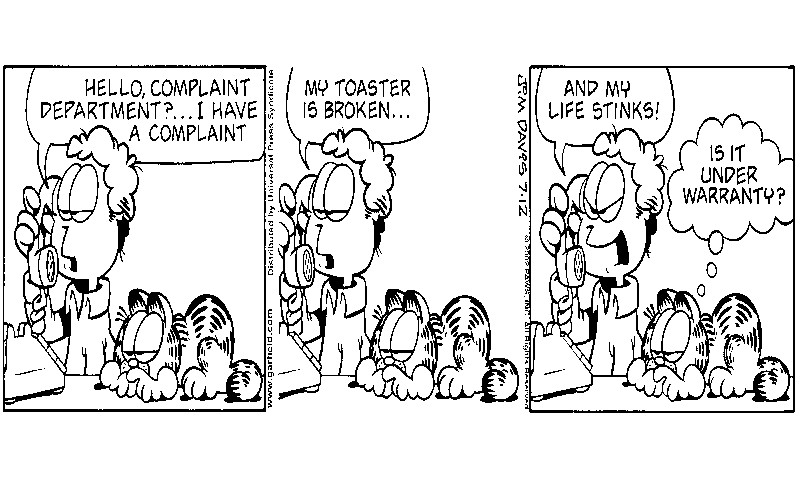 HELLO, COMPLAINT
DEPARTMENT?...I HAVE
A COMPLAINT
www.garfield.com
Distributed by Universal Press Syndicate
MY TOASTER
IS BROKEN...
JIM DAVIS 7-12
AND MY
LIFE STINKS!
IS IT
UNDER
WARRANTY?